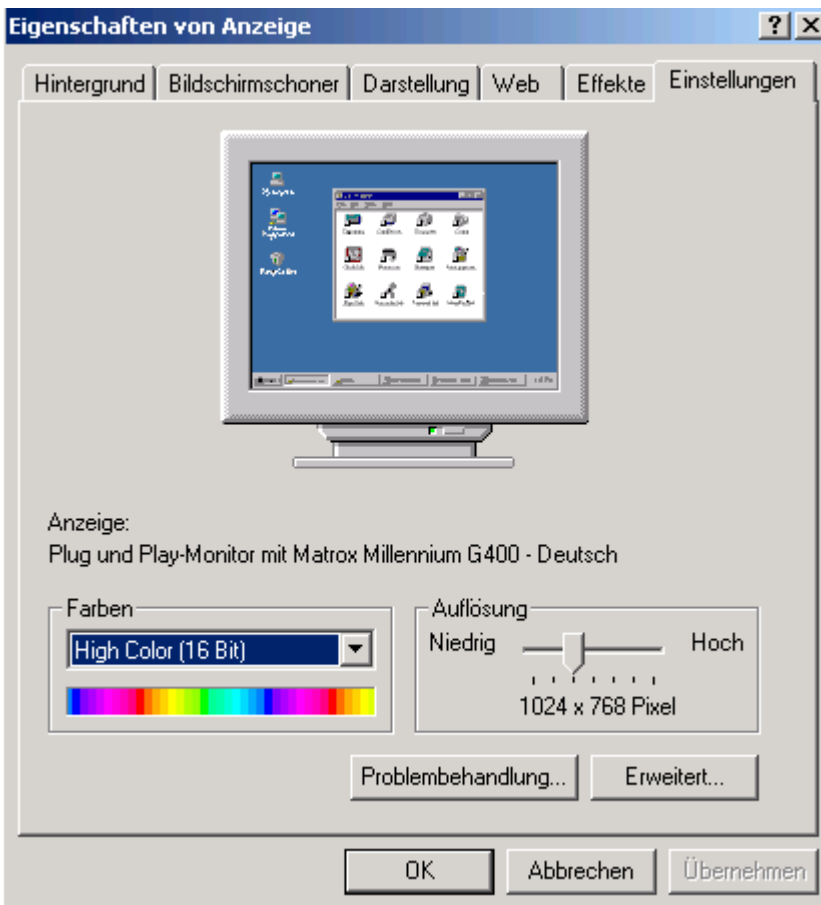 Eigenschaften von Anzeige
Hintergrund Bildschirmschoner Darstellung Web Effekte Einstellungen
Anzeige:
Plug und Play-Monitor mit Matrox Millennium G400 - Deutsch
Farben
High Color (16 Bit)
Auflösung
Niedrig Hoch
1024 x 768 Pixel
Problembehandlung... Erweitert...
OK Abbrechen Übernehmen